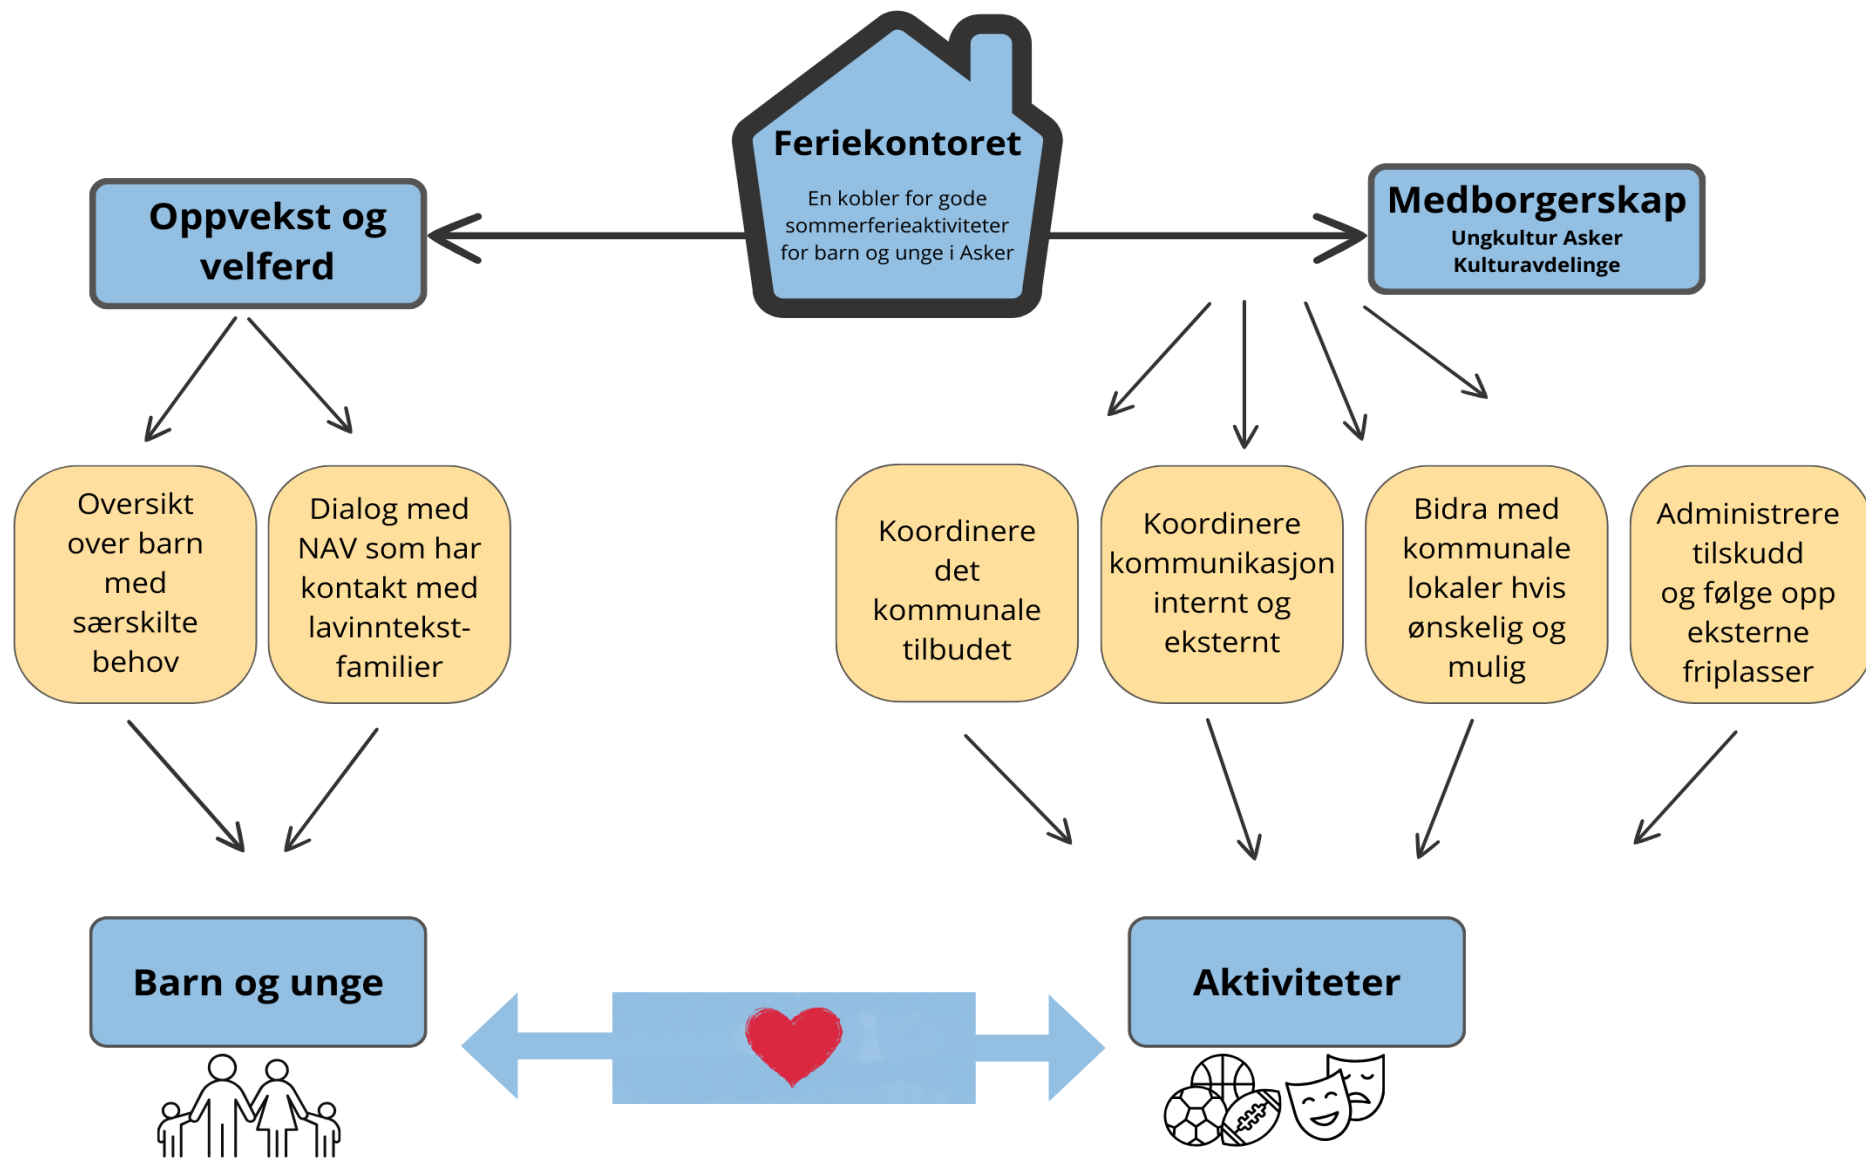 Feriekontoret
En kobler for gode
sommerferieaktiviteter
for barn og unge i Asker
Oppvekst og
velferd
Medborgerskap
Ungkultur Asker
Kulturavdelinge
Oversikt
over barn
med
særskilte
behov
Dialog med
NAV som har
kontakt med
lavinntekst-
familier
Koordinere
det
kommunale
tilbudet
Koordinere
kommunikasjon
internt og
eksternt
Bidra med
kommunale
lokaler hvis
ønskelig og
mulig
Administrere
tilskudd
og følge opp
eksterne
friplasser
Barn og unge
Aktiviteter